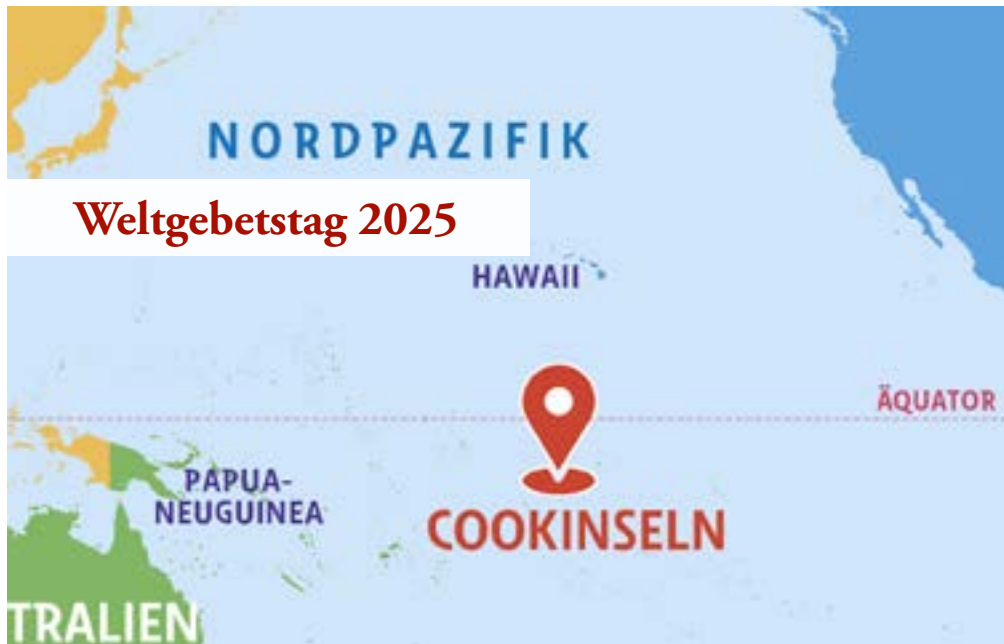 NORDPAZIFIK
Weltgebetstag 2025
HAWAII
ÄQUATOR
PAPUA-
NEUGUINEA
COOKINSELN
TRALIEN